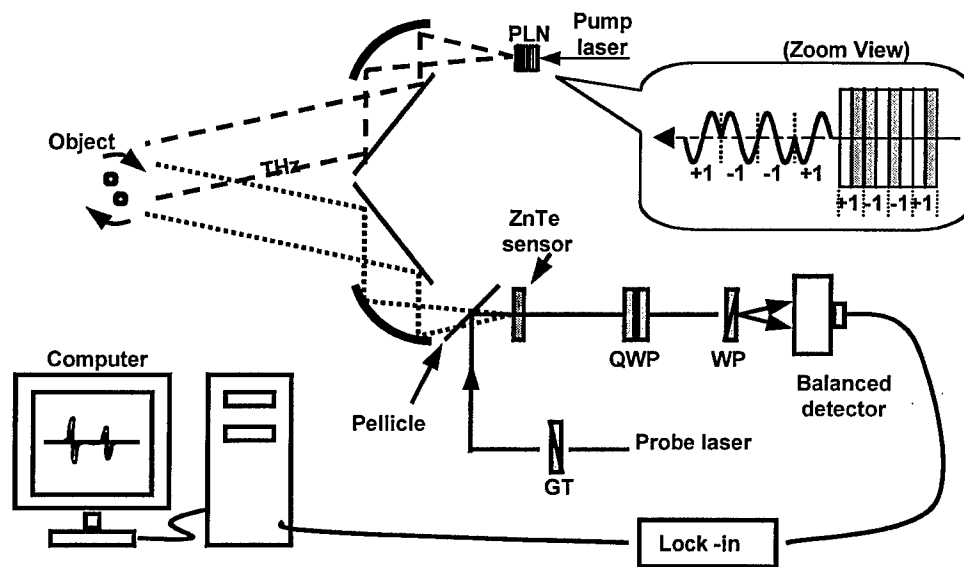 PLN
Pump
laser
(Zoom View)
Object
THz
+1 -1 -1 +1
+1 -1 -1 +1
ZnTe
sensor
QWP
WP
Balanced
detector
Computer
Pellicle
Probe laser
GT
Lock -in